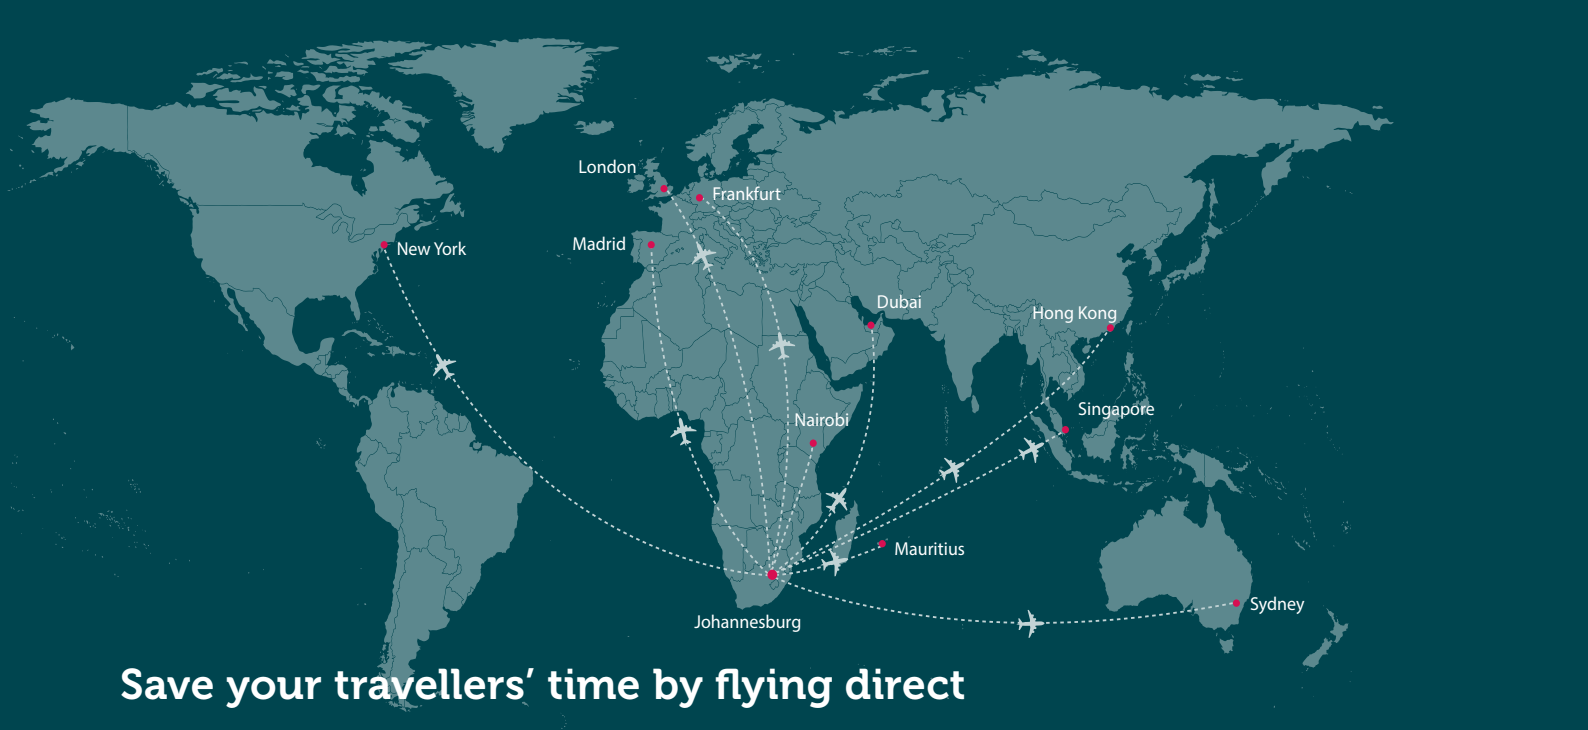 London
Frankfurt
New York
Madrid
Dubai
Hong Kong
Singapore
Nairobi
Mauritius
Sydney
Johannesburg
Save your travellers’ time by flying direct